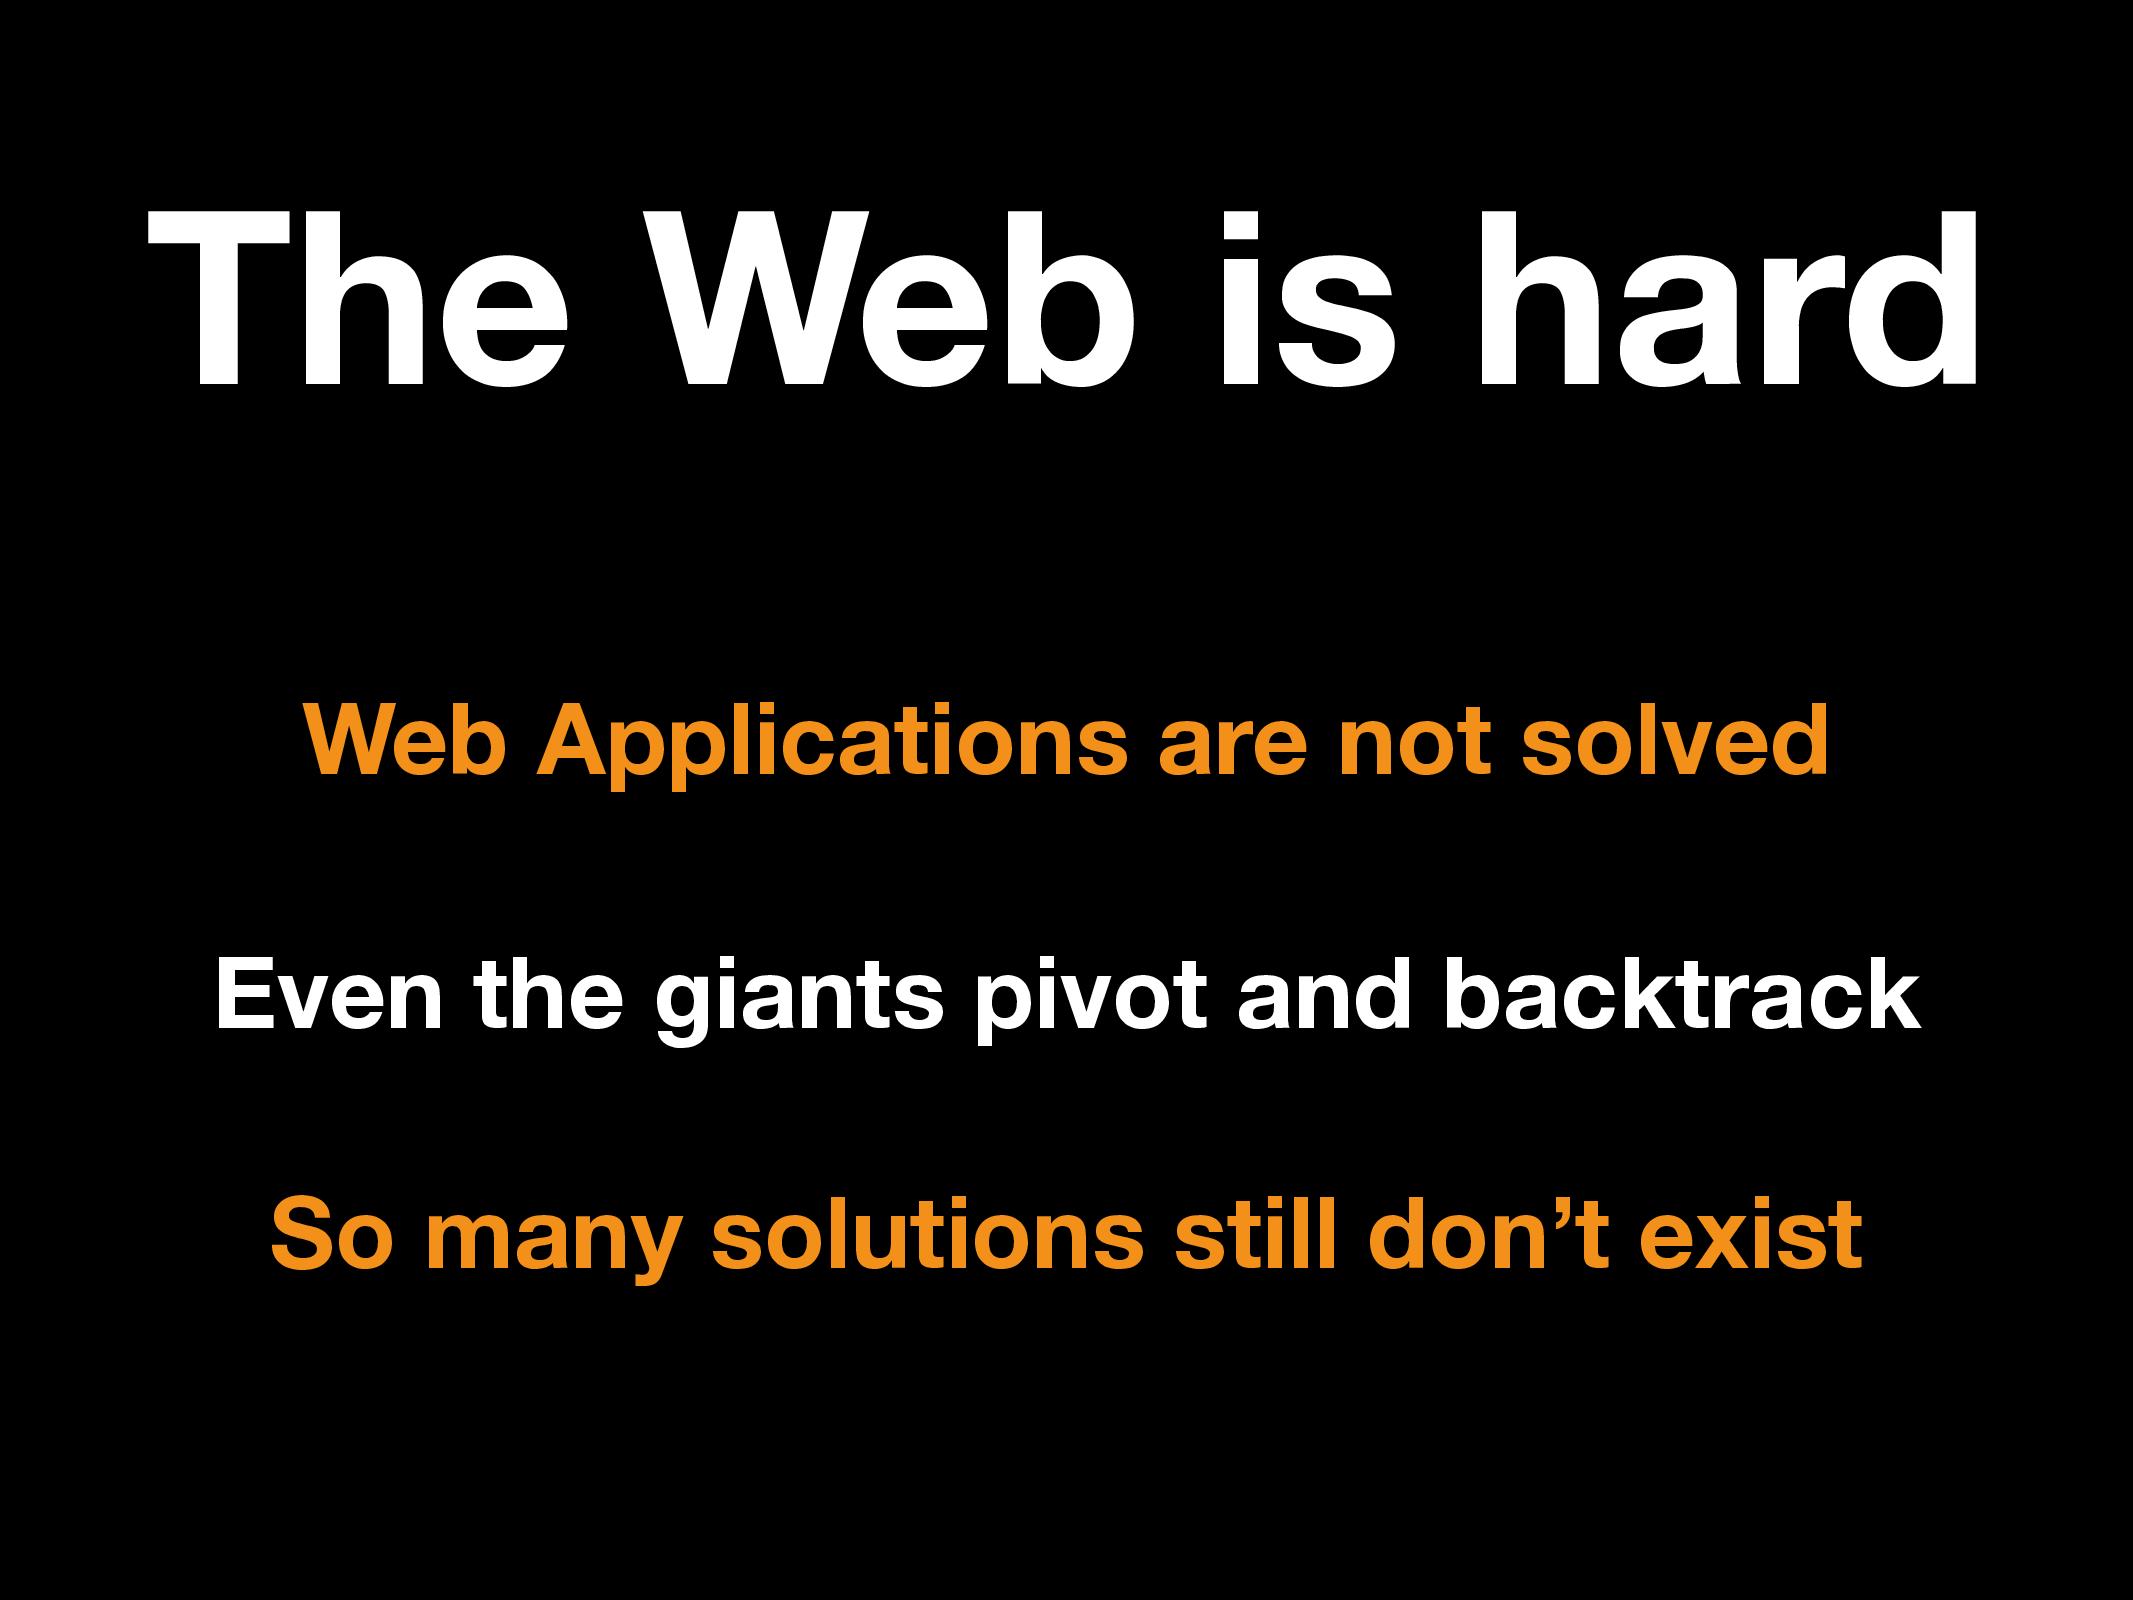 The Web is hard
Web Applications are not solved
Even the giants pivot and backtrack
So many solutions still don’t exist